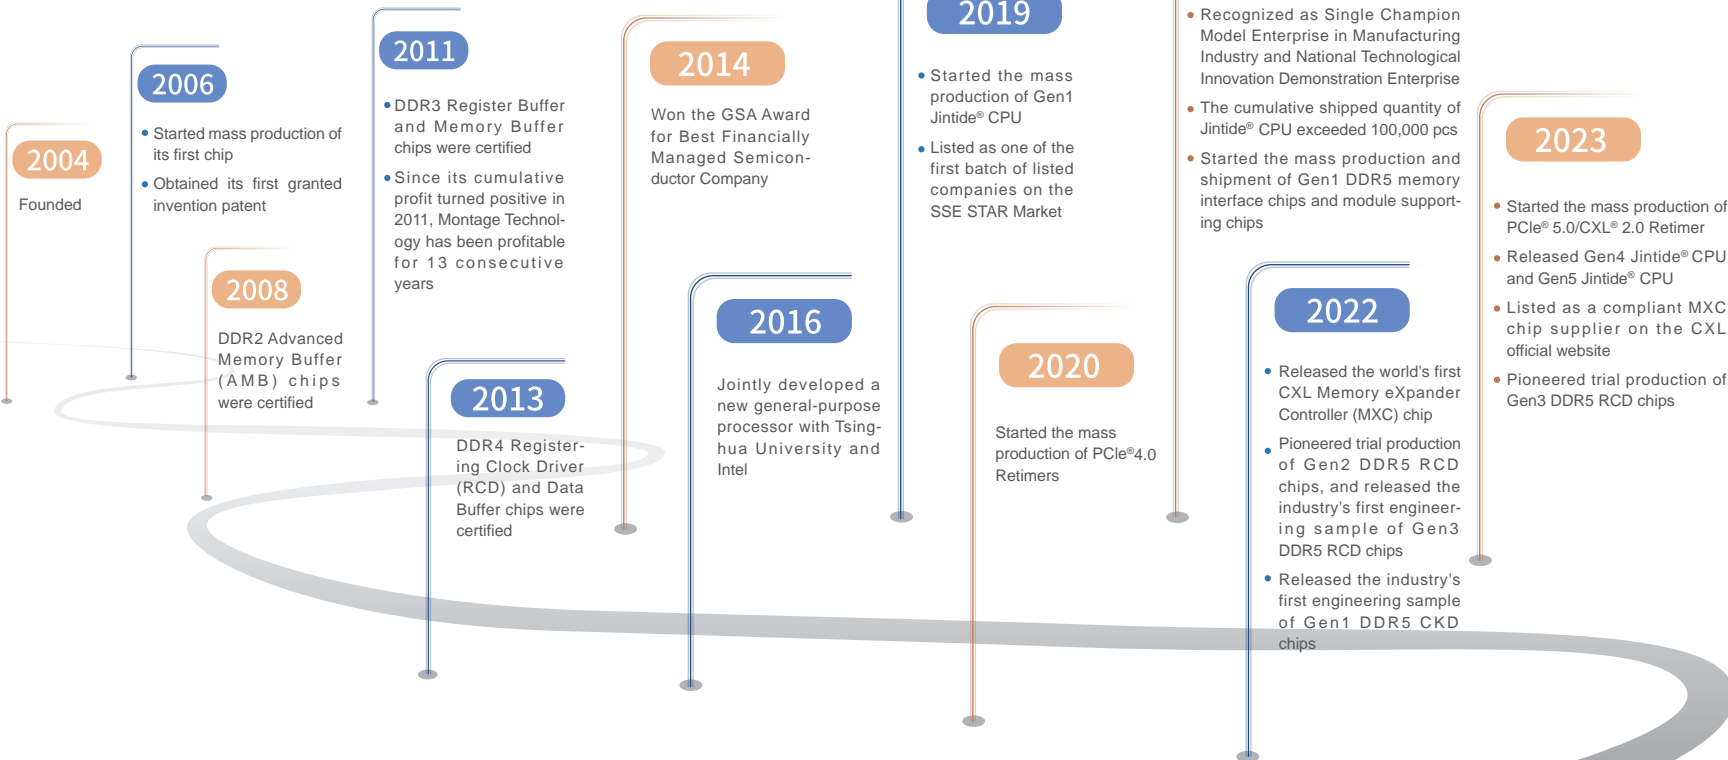 2004
Founded
2006
Started mass production of
its first chip
Obtained its first granted
invention patent
2008
DDR2 Advanced
Memory Buffer
(AMB) chips
were certified
2011
DDR3 Register Buffer
and Memory Buffer
chips were certified
Since its cumulative
profit turned positive in
2011, Montage Technol-
ogy has been profitable
for 13 consecutive
years
2013
DDR4 Register-
ing Clock Driver
(RCD) and Data
Buffer chips were
certified
2014
Won the GSA Award
for Best Financially
Managed Semicon-
ductor Company
2016
Jointly developed a
new general-purpose
processor with Tsing-
hua University and
Intel
2019
Started the mass
production of Gen1
Jintide® CPU
Listed as one of the
first batch of listed
companies on the
SSE STAR Market
2020
Started the mass
production of PCIe®4.0
Retimers
Recognized as Single Champion
Model Enterprise in Manufacturing
Industry and National Technological
Innovation Demonstration Enterprise
The cumulative shipped quantity of
Jintide® CPU exceeded 100,000 pcs
Started the mass production and
shipment of Gen1 DDR5 memory
interface chips and module support-
ing chips
2022
Released the world's first
CXL Memory eXpander
Controller (MXC) chip
Pioneered trial production
of Gen2 DDR5 RCD
chips, and released the
industry's first engineer-
ing sample of Gen3
DDR5 RCD chips
Released the industry's
first engineering sample
of Gen1 DDR5 CKD
chips
2023
Started the mass production of
PCIe® 5.0/CXL® 2.0 Retimer
Released Gen4 Jintide® CPU
and Gen5 Jintide® CPU
Listed as a compliant MXC
chip supplier on the CXL
official website
Pioneered trial production of
Gen3 DDR5 RCD chips